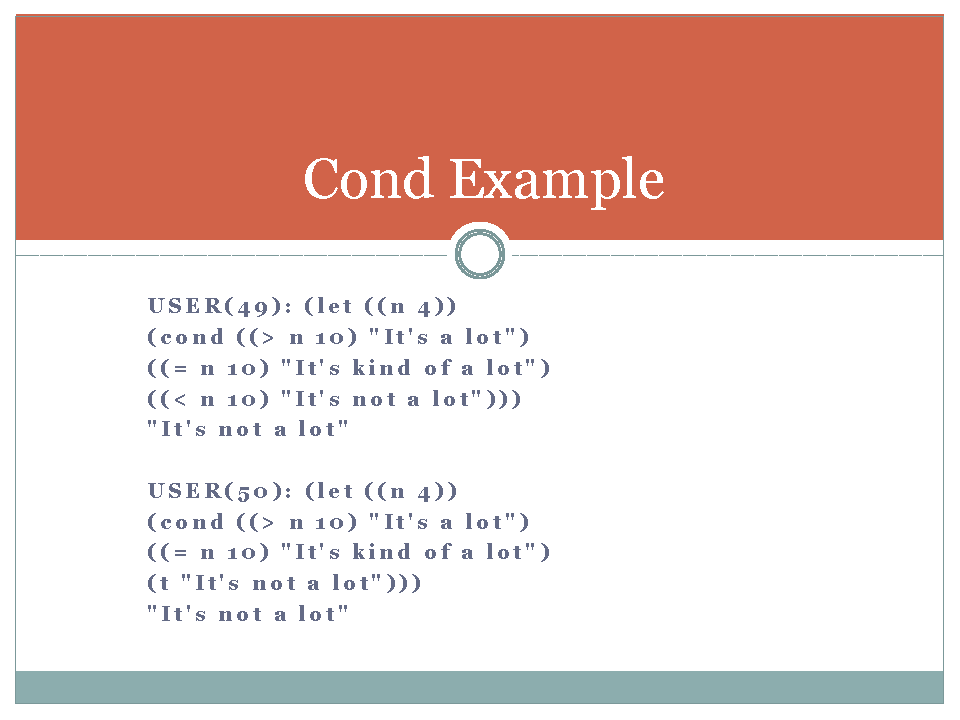 Cond Example
USER(49): (let ((n 4))
(cond ((> n 10) "It's a lot")
((= n 10) "It's kind of a lot")
((< n 10) "It's not a lot")))
"It's not a lot"
USER(50): (let ((n 4))
(cond ((> n 10) "It's a lot")
((= n 10) "It's kind of a lot")
(t "It's not a lot")))
"It's not a lot"